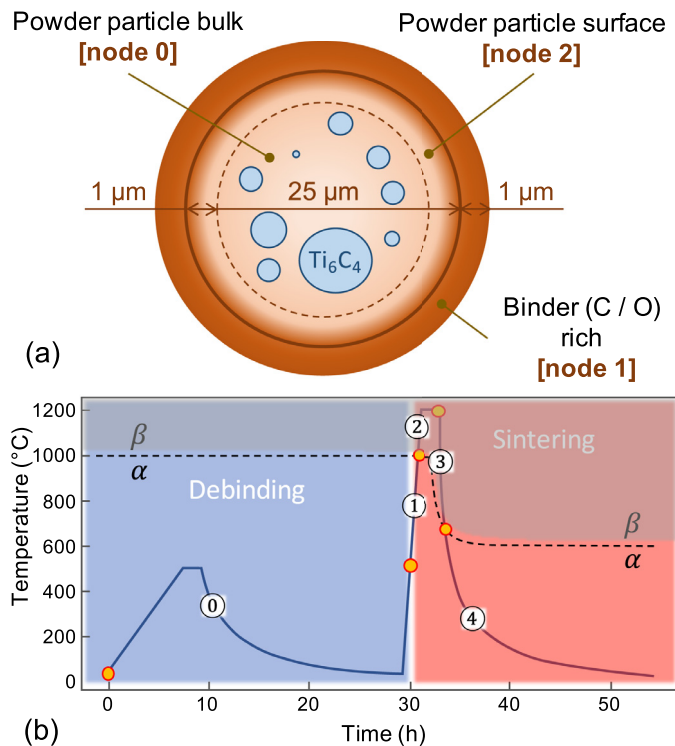 Powder particle bulk
[node 0]
Powder particle surface
[node 2]
1 µm
25 µm
1 µm
Ti₆C₄
Binder (C / O)
rich
[node 1]
(a)
1200
1000
800
600
400
200
0
Temperature (°C)
β
α
Debinding
Sintering
β
α
0
1
2
3
4
0
10
20
30
40
50
Time (h)
(b)